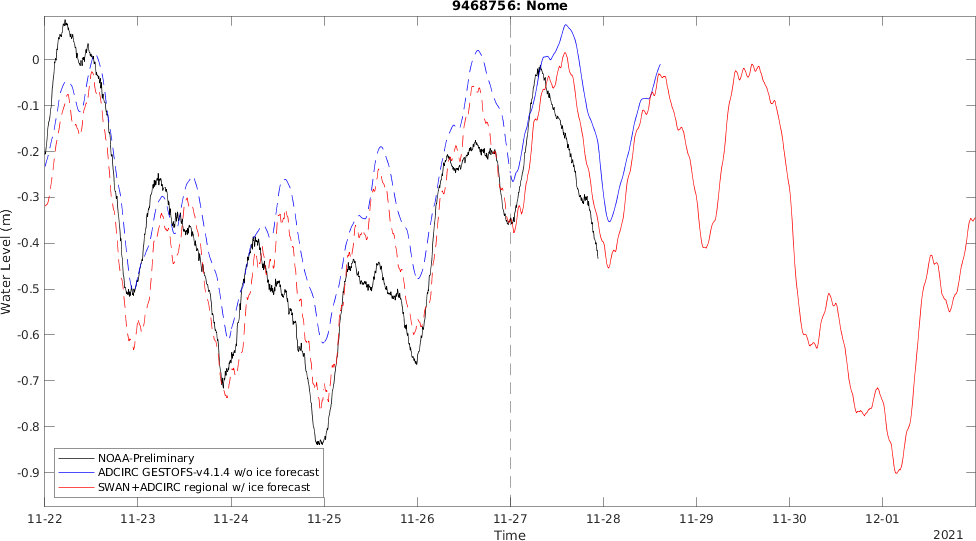 9468756: Nome
Water Level (m)
0
-0.1
-0.2
-0.3
-0.4
-0.5
-0.6
-0.7
-0.8
-0.9
NOAA-Preliminary
ADCIRC GESTOFS-v4.1.4 w/o ice forecast
SWAN+ADCIRC regional w/ ice forecast
11-22 11-23 11-24 11-25 11-26 11-27 11-28 11-29 11-30 12-01
Time
2021